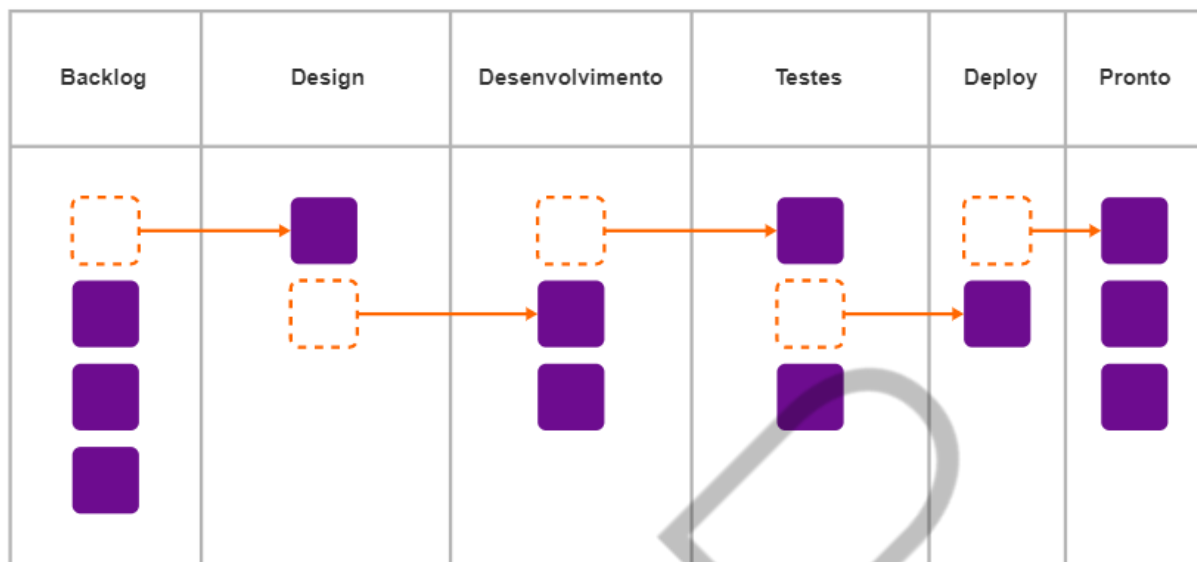 Backlog
Design
Desenvolvimento
Testes
Deploy
Pronto